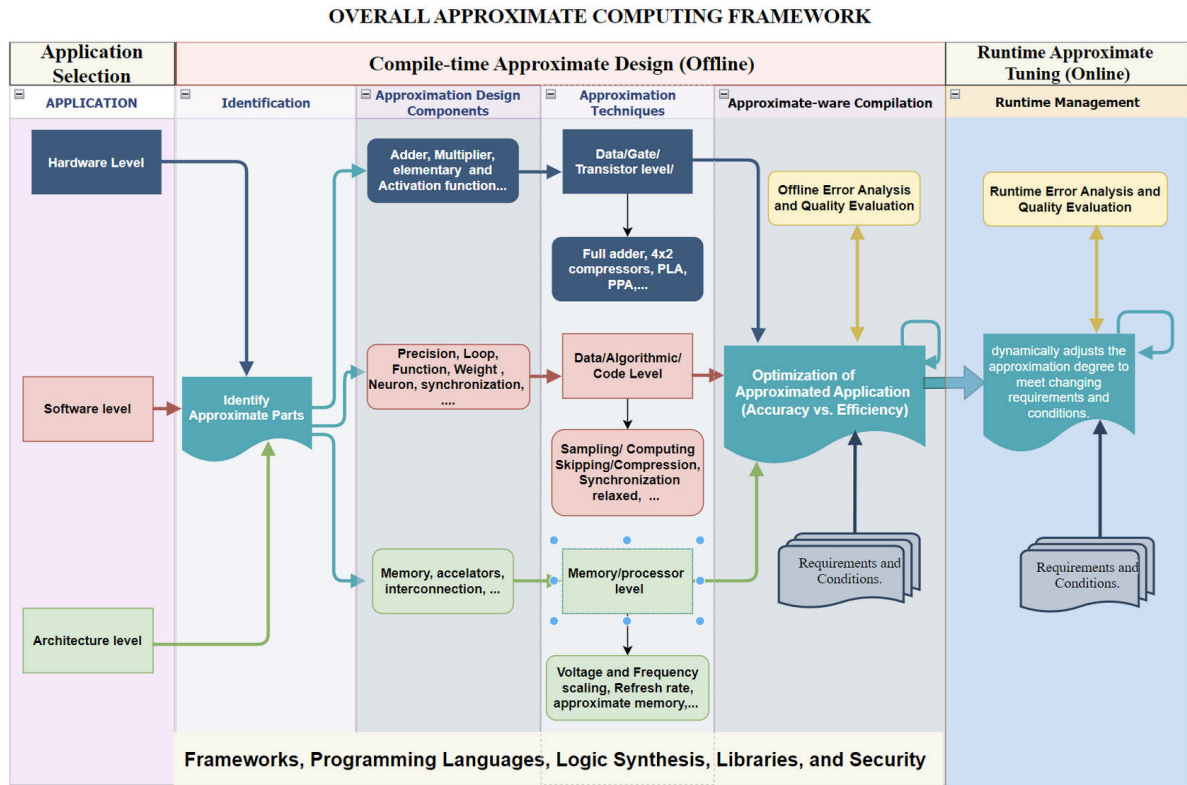 OVERALL APPROXIMATE COMPUTING FRAMEWORK
Application
Selection
Compile-time Approximate Design (Offline)
Runtime Approximate
Tuning (Online)
APPLICATION
Identification
Approximation Design
Components
Approximation
Techniques
Approximate-ware Compilation
Runtime Management
Hardware Level
Adder, Multiplier,
elementary and
Activation function...
Data/Gate/
Transistor level/
Offline Error Analysis
and Quality Evaluation
Runtime Error Analysis and
Quality Evaluation
Full adder, 4x2
compressors, PLA,
PPA,...
Software level
Identify
Approximate Parts
Precision, Loop,
Function, Weight ,
Neuron, synchronization,
....
Data/Algorithmic/
Code Level
Optimization of
Approximated Application
(Accuracy vs. Efficiency)
dynamically adjusts the
approximation degree to
meet changing
requirements and
conditions.
Sampling/ Computing
Skipping/Compression,
Synchronization
relaxed, ...
Architecture level
Memory, accelators,
interconnection, ...
Memory/processor
level
Requirements and
Conditions.
Requirements and
Conditions.
Voltage and Frequency
scaling, Refresh rate,
approximate memory,...
Frameworks, Programming Languages, Logic Synthesis, Libraries, and Security